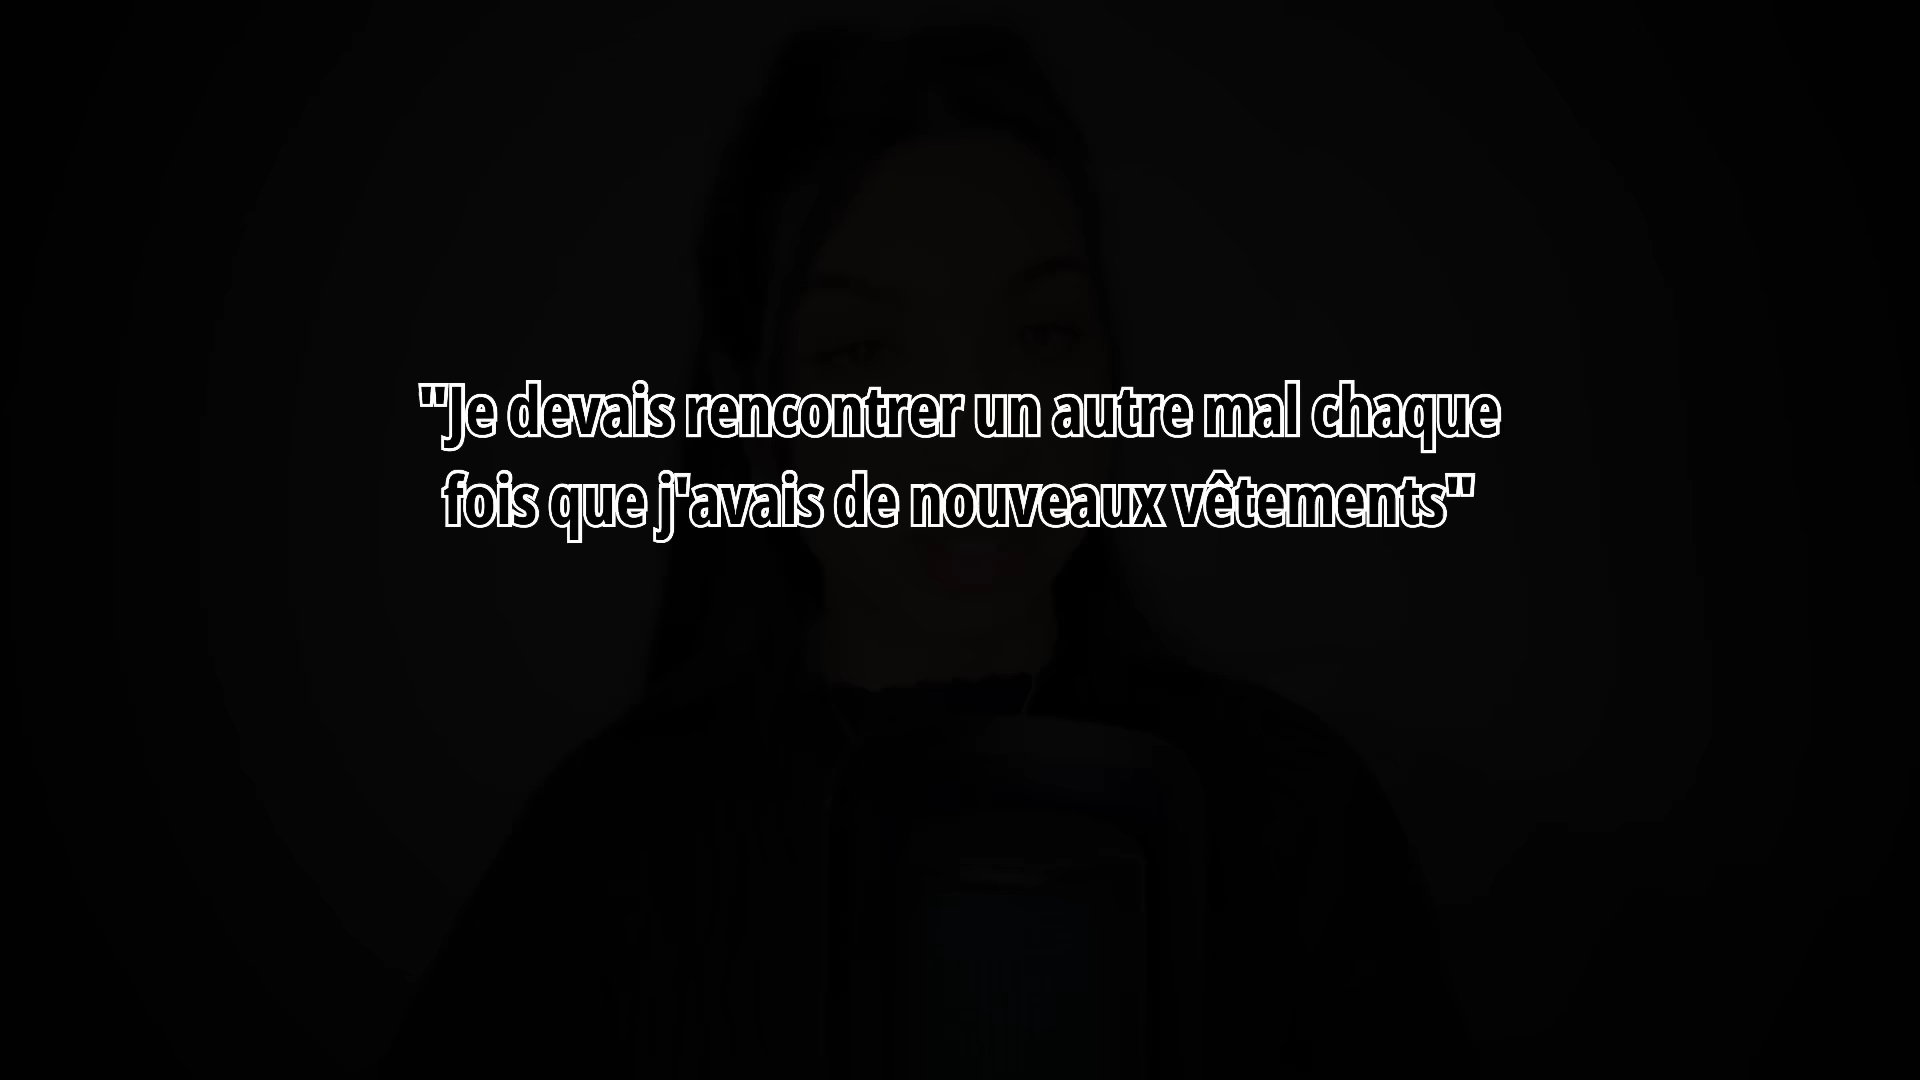 "Je devais rencontrer un autre mal chaque
fois que j'avais de nouveaux vêtements"